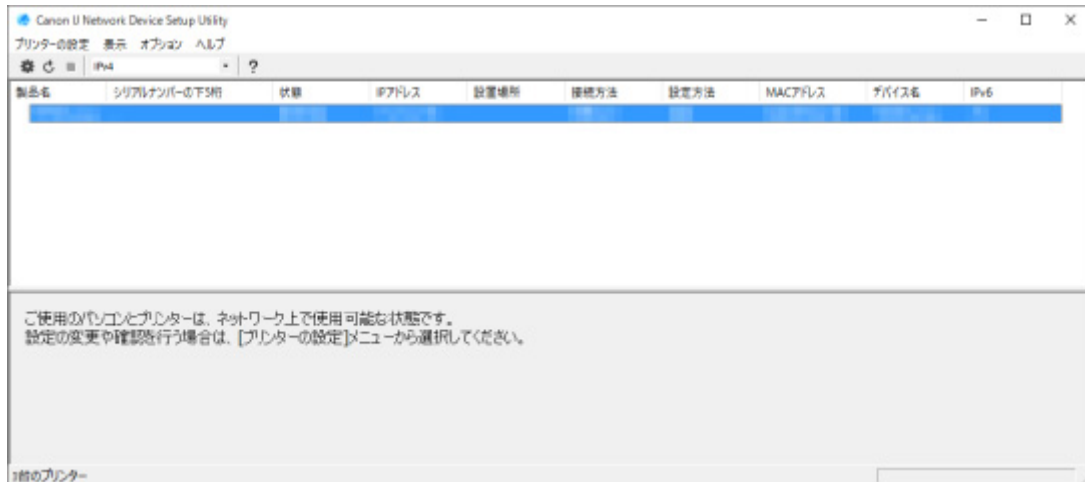 Canon IJ Network Device Setup Utility
プリンターの設定 表示 オプション ヘルプ
IPv4 ?
製品名 シリアルナンバーの下5桁 状態 IPアドレス 設置場所 接続方法 設定方法 MACアドレス デバイス名 IPv6
ご使用のパソコンとプリンターは、ネットワーク上で使用可能な状態です。
設定の変更や確認を行う場合は、[プリンターの設定]メニューから選択してください。
1台のプリンター